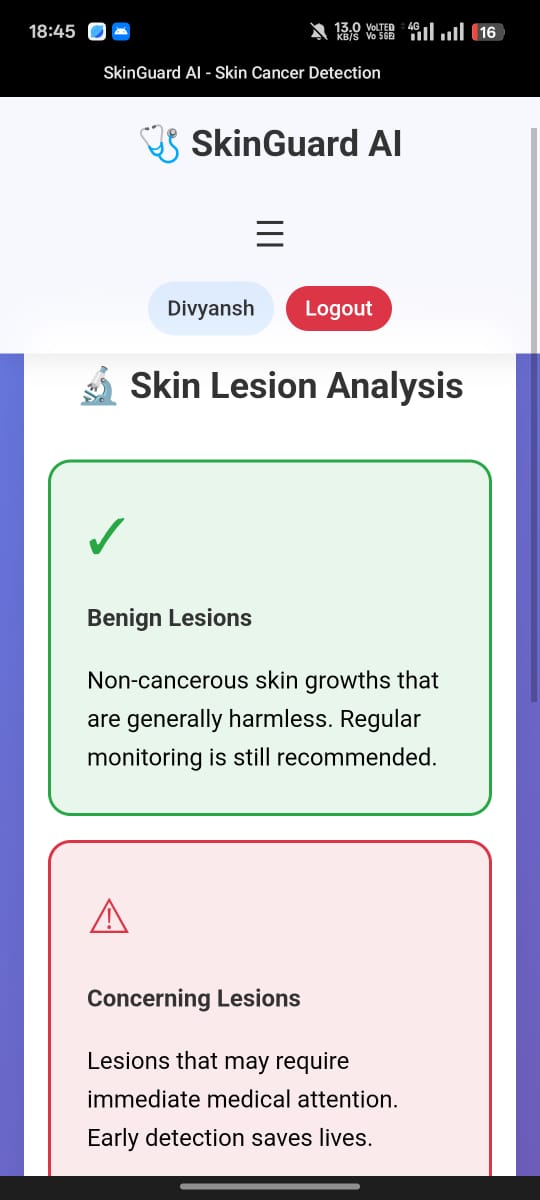 18:45 13.0 KB/S VoLTED Vo 4G 16
SkinGuard AI - Skin Cancer Detection
SkinGuard AI
Divyansh Logout
Skin Lesion Analysis
Benign Lesions
Non-cancerous skin growths that
are generally harmless. Regular
monitoring is still recommended.
Concerning Lesions
Lesions that may require
immediate medical attention.
Early detection saves lives.